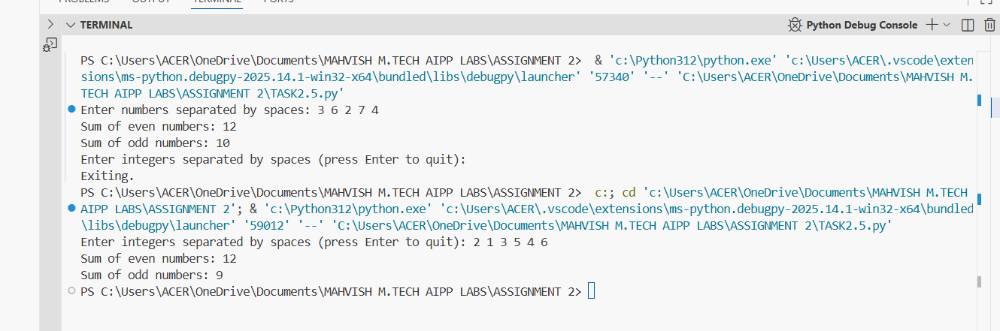 PROBLEMS OUTPUT TERMINAL PORTS
TERMINAL Python Debug Console
PS C:\Users\ACER\OneDrive\Documents\MAHVISH M.TECH AIPP LABS\ASSIGNMENT 2>  & 'c:\Python312\python.exe' 'c:\Users\ACER\.vscode\exten
sions\ms-python.debugpy-2025.14.1-win32-x64\bundled\libs\debugpy\launcher' '57340' '--' 'C:\Users\ACER\OneDrive\Documents\MAHVISH M.
TECH AIPP LABS\ASSIGNMENT 2\TASK2.5.py'
Enter numbers separated by spaces: 3 6 2 7 4
Sum of even numbers: 12
Sum of odd numbers: 10
Enter integers separated by spaces (press Enter to quit):
Exiting.
PS C:\Users\ACER\OneDrive\Documents\MAHVISH M.TECH AIPP LABS\ASSIGNMENT 2>  c:; cd 'c:\Users\ACER\OneDrive\Documents\MAHVISH M.TECH
AIPP LABS\ASSIGNMENT 2'; & 'c:\Python312\python.exe' 'c:\Users\ACER\.vscode\extensions\ms-python.debugpy-2025.14.1-win32-x64\bundled
\libs\debugpy\launcher' '59012' '--' 'C:\Users\ACER\OneDrive\Documents\MAHVISH M.TECH AIPP LABS\ASSIGNMENT 2\TASK2.5.py'
Enter integers separated by spaces (press Enter to quit): 2 1 3 5 4 6
Sum of even numbers: 12
Sum of odd numbers: 9
PS C:\Users\ACER\OneDrive\Documents\MAHVISH M.TECH AIPP LABS\ASSIGNMENT 2>